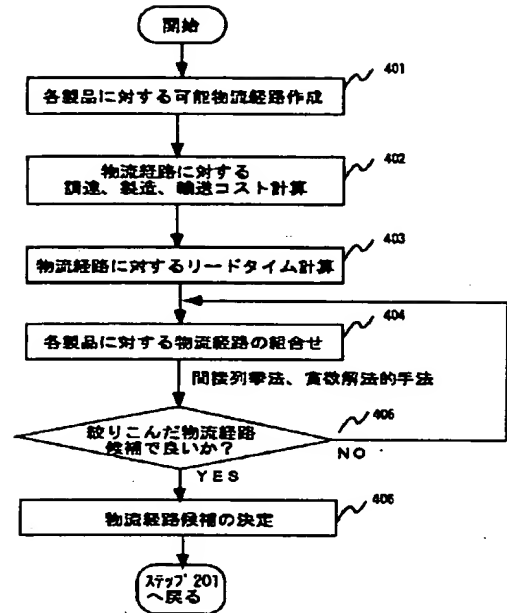 開始
401
各製品に対する可能物流経路作成
402
物流経路に対する
調達、製造、輸送コスト計算
403
物流経路に対するリードタイム計算
404
各製品に対する物流経路の組合せ
間接列挙法、貪欲解法的手法
405
絞りこんだ物流経路
候補で良いか？
NO
YES
406
物流経路候補の決定
ステップ201
へ戻る